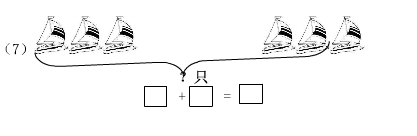 (7)
? 只
□ + □ = □